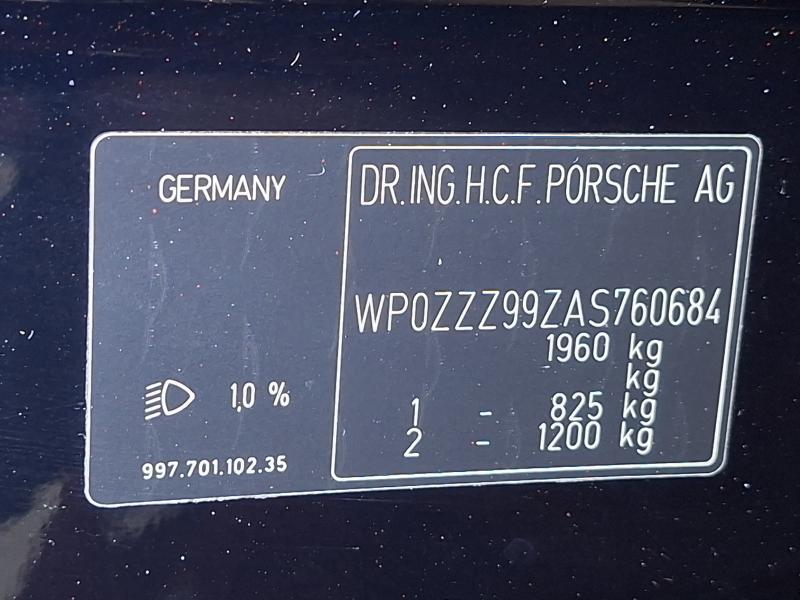 GERMANY
DR.ING.H.C.F.PORSCHE AG
WP0ZZZ99ZAS760684
1960 kg
kg
1 - 825 kg
2 - 1200 kg
1,0 %
997.701.102.35